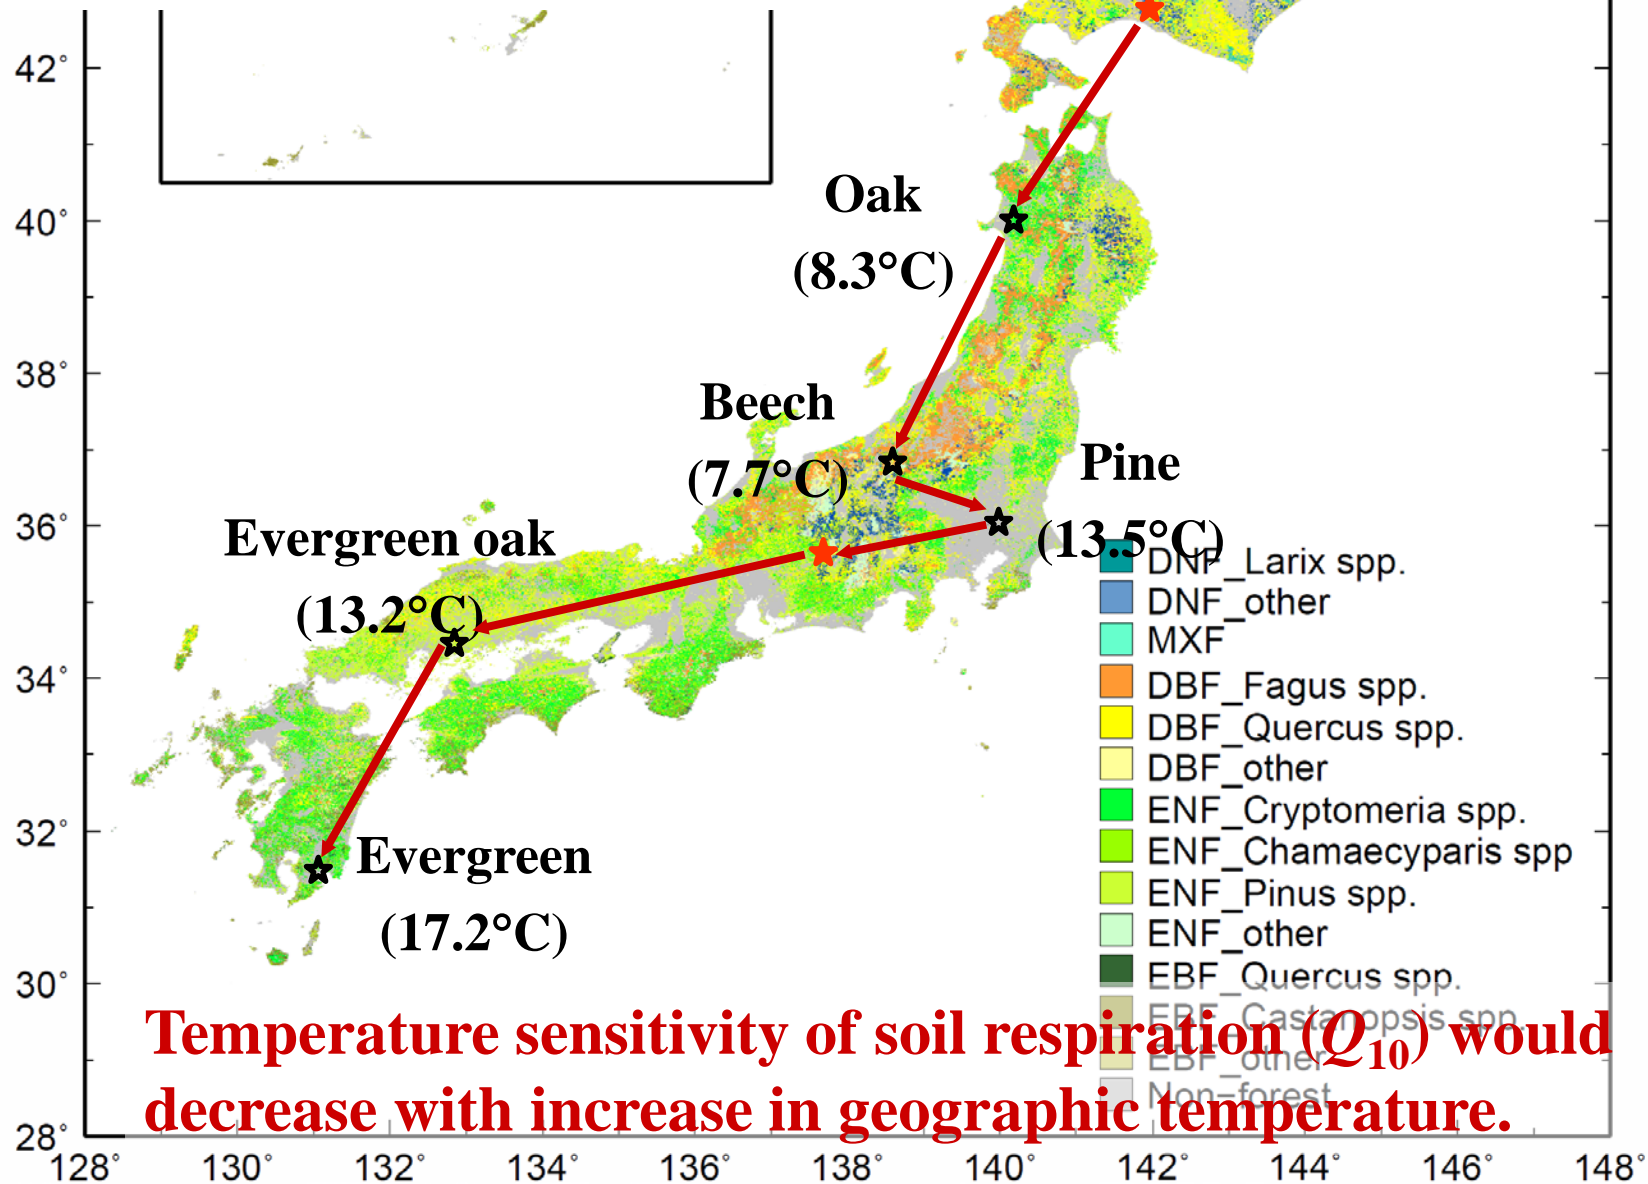 42°
Oak
40°
(8.3°C)
38°
Beech
Pine
(7.7°C)
36°
Evergreen oak
(13.5°C)
DNF_Larix spp.
DNF_other
(13.2°C)
MXF
34°
DBF_Fagus spp.
DBF_Quercus spp.
DBF_other
32°
ENF_Cryptomeria spp.
Evergreen
ENF_Chamaecyparis spp
ENF_Pinus spp.
(17.2°C)
ENF_other
30°
EBF_Quercus spp.
EBF_Castanopsis spp.
Temperature sensitivity of soil respiration (Q10) would
EBF_other
Non-forest
decrease with increase in geographic temperature.
28°
128° 130° 132° 134° 136° 138° 140° 142° 144° 146° 148°